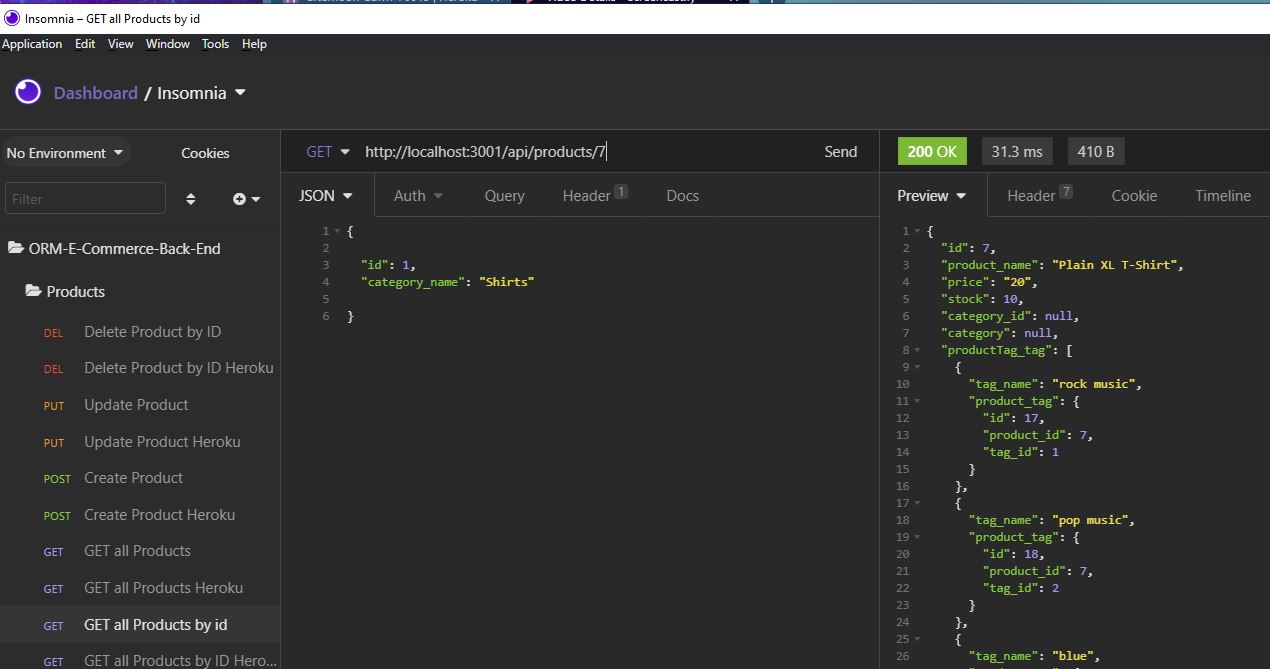 Insomnia – GET all Products by id
Application Edit View Window Tools Help
Dashboard / Insomnia
No Environment Cookies
Filter
ORM-E-Commerce-Back-End
Products
DEL Delete Product by ID
DEL Delete Product by ID Heroku
PUT Update Product
PUT Update Product Heroku
POST Create Product
POST Create Product Heroku
GET GET all Products
GET GET all Products Heroku
GET GET all Products by id
GET GET all Products by ID Hero...
GET http://localhost:3001/api/products/7 Send
JSON Auth Query Header 1 Docs
1 {
2
3 "id": 1,
4 "category_name": "Shirts"
5
6 }
200 OK 31.3 ms 410 B
Preview Header 7 Cookie Timeline
1 {
2 "id": 7,
3 "product_name": "Plain XL T-Shirt",
4 "price": "20",
5 "stock": 10,
6 "category_id": null,
7 "category": null,
8 "productTag_tag": [
9 {
10 "tag_name": "rock music",
11 "product_tag": {
12 "id": 17,
13 "product_id": 7,
14 "tag_id": 1
15 }
16 },
17 {
18 "tag_name": "pop music",
19 "product_tag": {
20 "id": 18,
21 "product_id": 7,
22 "tag_id": 2
23 }
24 },
25 {
26 "tag_name": "blue",